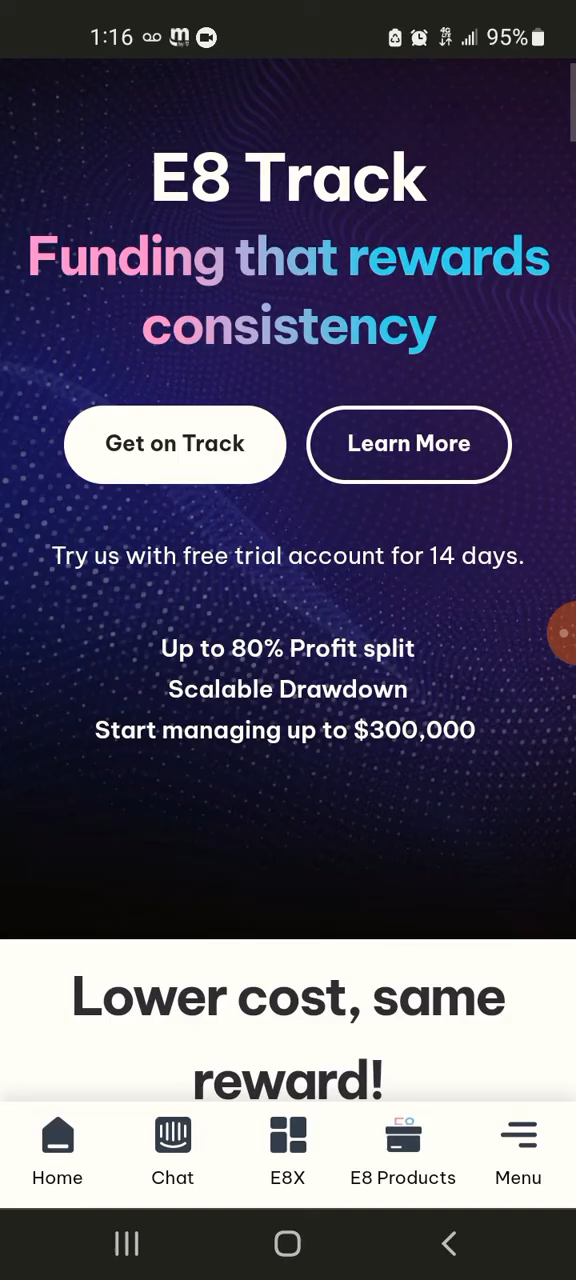 1:16
95%
E8 Track
Funding that rewards
consistency
Get on Track
Learn More
Try us with free trial account for 14 days.
Up to 80% Profit split
Scalable Drawdown
Start managing up to $300,000
Lower cost, same
reward!
Home
Chat
E8X
E8 Products
Menu